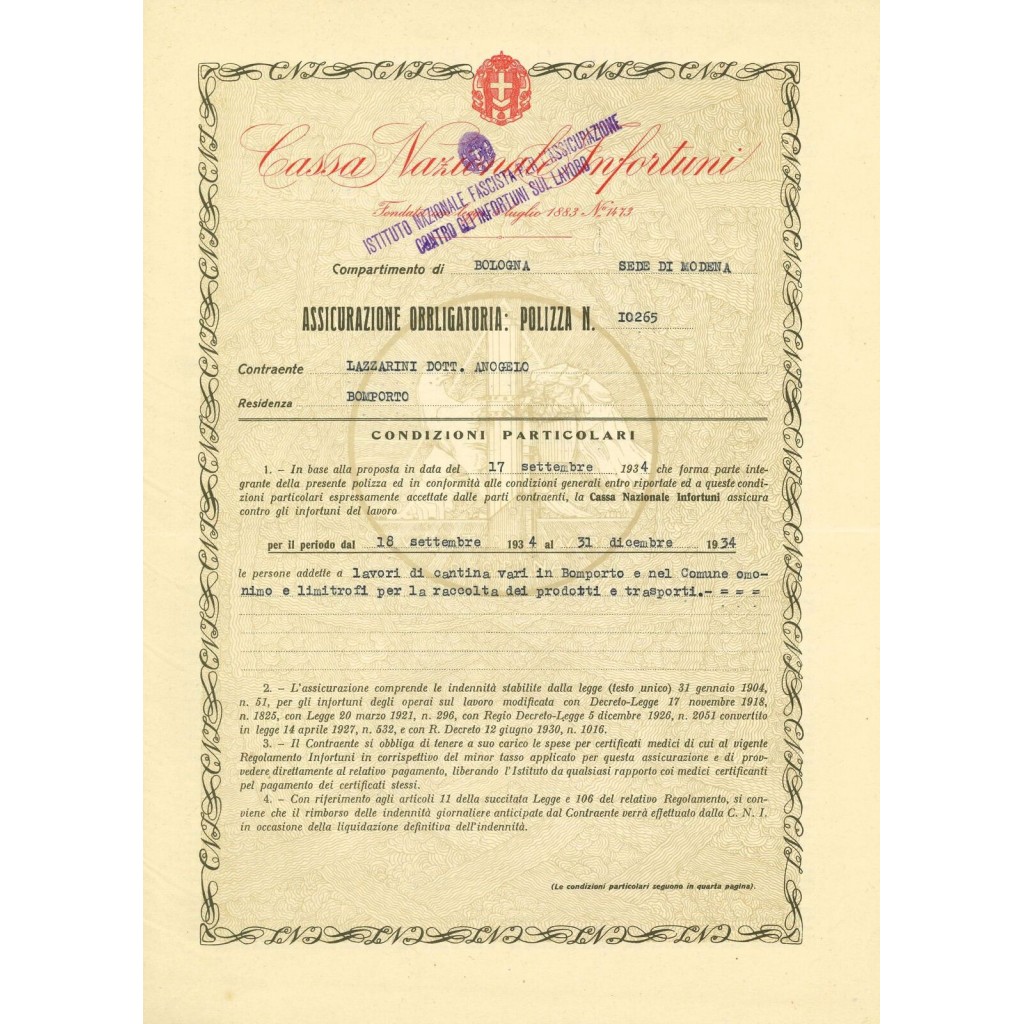 Cassa Nazionale Infortuni
ISTITUTO NAZIONALE FASCISTA PER L'ASSICURAZIONE
CONTRO GL'INFORTUNI SUL LAVORO
Fondata luglio 1883 Nº 1473
Compartimento di BOLOGNA SEDE DI MODENA
ASSICURAZIONE OBBLIGATORIA: POLIZZA N. I0265
Contraente LAZZARINI DOTT. ANOGELO
Residenza BOMPORTO
CONDIZIONI PARTICOLARI
1. – In base alla proposta in data del 17 settembre 1934 che forma parte inte-
grante della presente polizza ed in conformità alle condizioni generali entro riportate ed a queste condi-
zioni particolari espressamente accettate dalle parti contraenti, la Cassa Nazionale Infortuni assicura
contro gli infortuni del lavoro
per il periodo dal 18 settembre 1934 al 31 dicembre 1934
le persone addette a lavori di cantina vari in Bomporto e nel Comune omo-
nimo e limitrofi per la raccolta dei prodotti e trasporti.- = = =
2. – L'assicurazione comprende le indennità stabilite dalla legge (testo unico) 31 gennaio 1904,
n. 51, per gli infortuni degli operai sul lavoro modificata con Decreto-Legge 17 novembre 1918,
n. 1825, con Legge 20 marzo 1921, n. 296, con Regio Decreto-Legge 5 dicembre 1926, n. 2051 convertito
in legge 14 aprile 1927, n. 532, e con R. Decreto 12 giugno 1930, n. 1016.
3. – Il Contraente si obbliga di tenere a suo carico le spese per certificati medici di cui al vigente
Regolamento Infortuni in corrispettivo del minor tasso applicato per questa assicurazione e di prov-
vedere direttamente al relativo pagamento, liberando l'Istituto da qualsiasi rapporto coi medici certificanti
pel pagamento dei certificati stessi.
4. – Con riferimento agli articoli 11 della succitata Legge e 106 del relativo Regolamento, si con-
viene che il rimborso delle indennità giornaliere anticipate dal Contraente verrà effettuato dalla C. N. I.
in occasione della liquidazione definitiva dell'indennità.
(Le condizioni particolari seguono in quarta pagina).